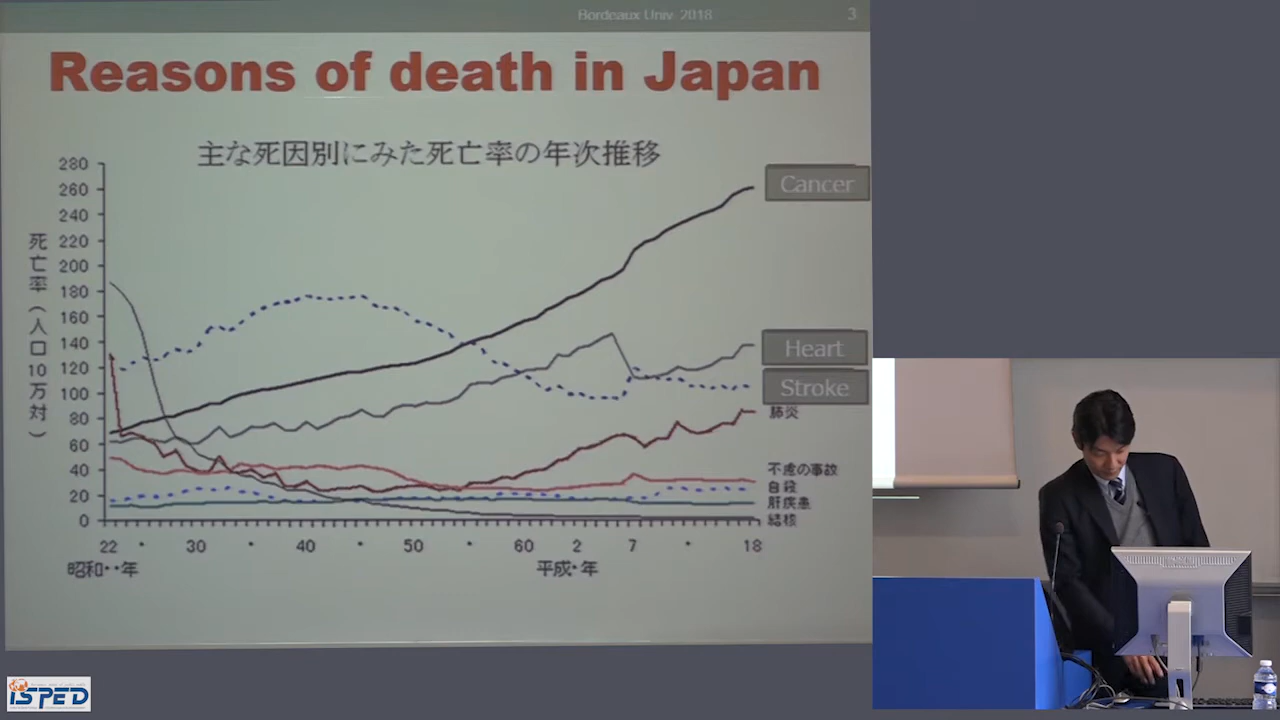 Bordeaux Univ. 2018
3
Reasons of death in Japan
主な死因別にみた死亡率の年次推移
死亡率（人口10万対）
280
260
240
220
200
180
160
140
120
100
80
60
40
20
0
Cancer
Heart
Stroke
肺炎
不慮の事故
自殺
肝疾患
結核
22 • 30 • 40 • 50 • 60 2 7 • 18
昭和・・年
平成・年
ISPED